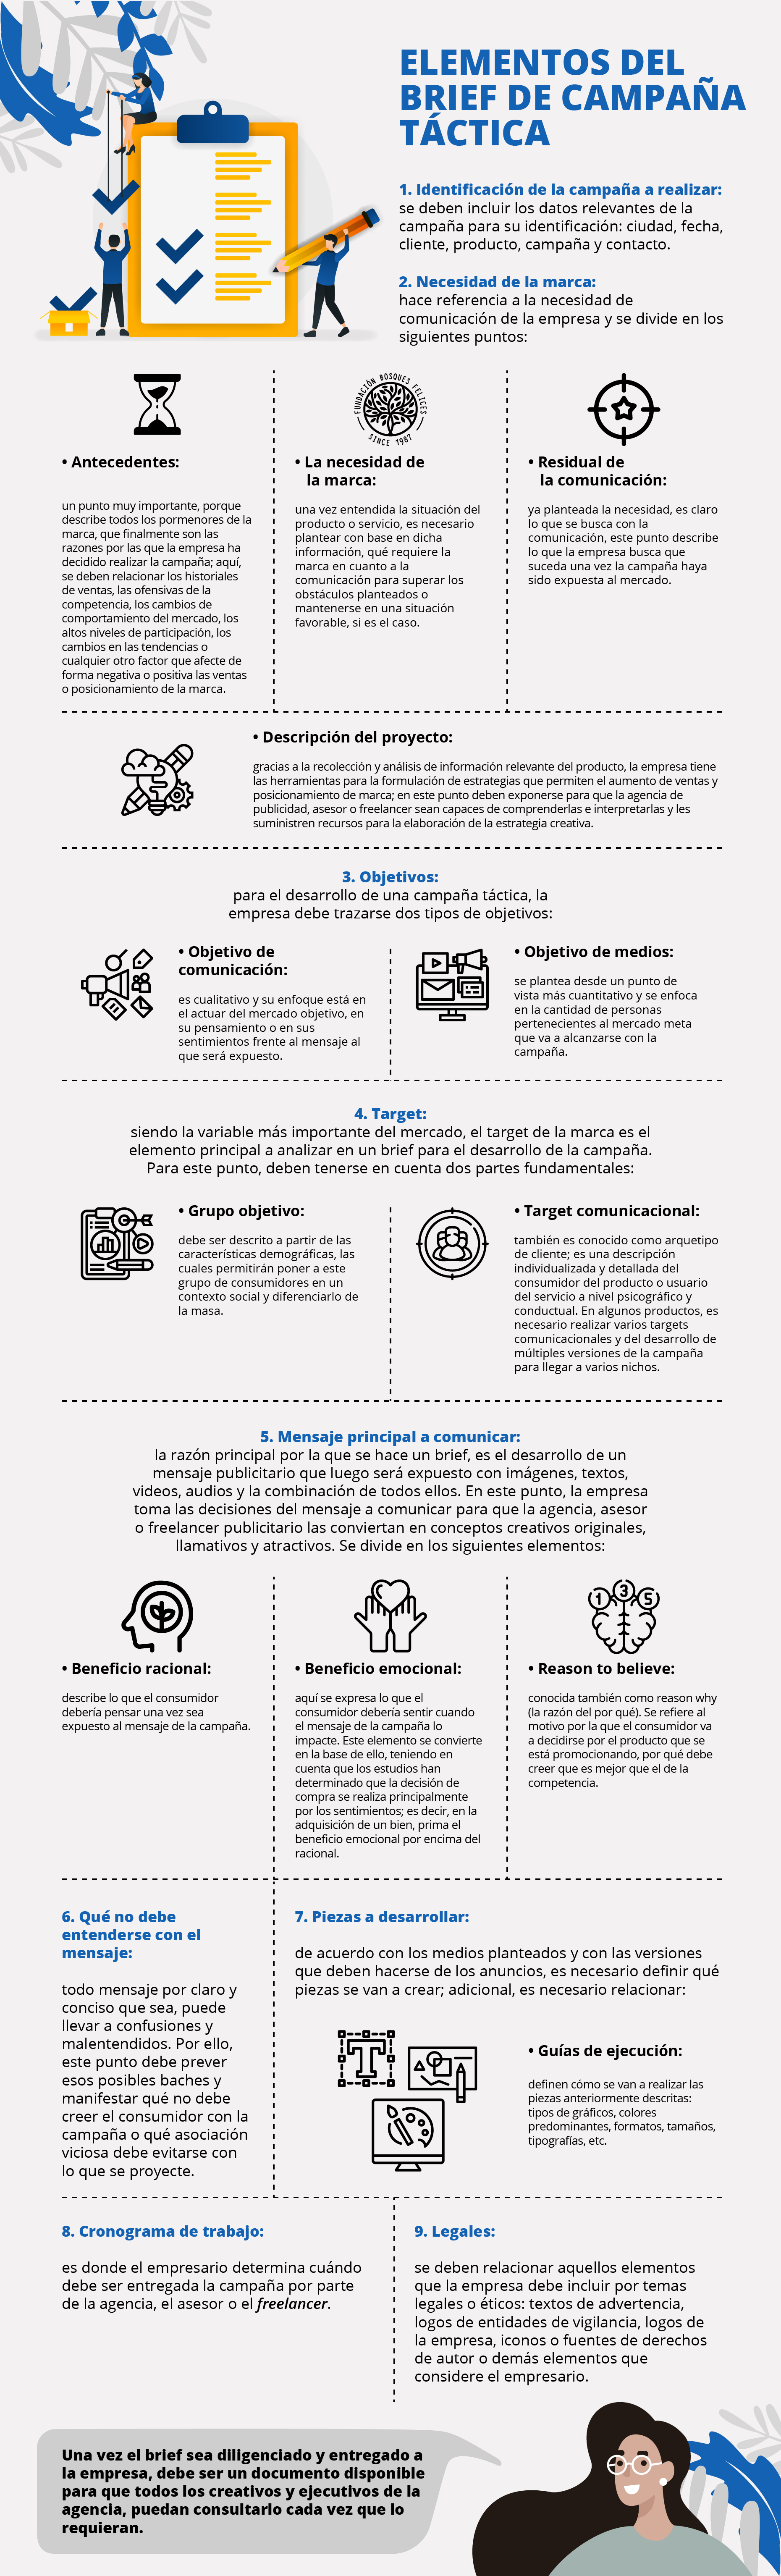 ELEMENTOS DEL
BRIEF DE CAMPAÑA
TÁCTICA
1. Identificación de la campaña a realizar:
se deben incluir los datos relevantes de la
campaña para su identificación: ciudad, fecha,
cliente, producto, campaña y contacto.
2. Necesidad de la marca:
hace referencia a la necesidad de
comunicación de la empresa y se divide en los
siguientes puntos:
• Antecedentes:
un punto muy importante, porque
describe todos los pormenores de la
marca, que finalmente son las
razones por las que la empresa ha
decidido realizar la campaña; aquí,
se deben relacionar los historiales
de ventas, las ofensivas de la
competencia, los cambios de
comportamiento del mercado, los
altos niveles de participación, los
cambios en las tendencias o
cualquier otro factor que afecte de
forma negativa o positiva las ventas
o posicionamiento de la marca.
FUNDACIÓN BOSQUES FELICES
SINCE 1987
• La necesidad de
la marca:
una vez entendida la situación del
producto o servicio, es necesario
plantear con base en dicha
información, qué requiere la
marca en cuanto a la
comunicación para superar los
obstáculos planteados o
mantenerse en una situación
favorable, si es el caso.
• Residual de
la comunicación:
ya planteada la necesidad, es claro
lo que se busca con la
comunicación, este punto describe
lo que la empresa busca que
suceda una vez la campaña haya
sido expuesta al mercado.
• Descripción del proyecto:
gracias a la recolección y análisis de información relevante del producto, la empresa tiene
las herramientas para la formulación de estrategias que permiten el aumento de ventas y
posicionamiento de marca; en este punto deben exponerse para que la agencia de
publicidad, asesor o freelancer sean capaces de comprenderlas e interpretarlas y les
suministren recursos para la elaboración de la estrategia creativa.
3. Objetivos:
para el desarrollo de una campaña táctica, la
empresa debe trazarse dos tipos de objetivos:
• Objetivo de
comunicación:
es cualitativo y su enfoque está en
el actuar del mercado objetivo, en
su pensamiento o en sus
sentimientos frente al mensaje al
que será expuesto.
• Objetivo de medios:
se plantea desde un punto de
vista más cuantitativo y se enfoca
en la cantidad de personas
pertenecientes al mercado meta
que va a alcanzarse con la
campaña.
4. Target:
siendo la variable más importante del mercado, el target de la marca es el
elemento principal a analizar en un brief para el desarrollo de la campaña.
Para este punto, deben tenerse en cuenta dos partes fundamentales:
• Grupo objetivo:
debe ser descrito a partir de las
características demográficas, las
cuales permitirán poner a este
grupo de consumidores en un
contexto social y diferenciarlo de
la masa.
• Target comunicacional:
también es conocido como arquetipo
de cliente; es una descripción
individualizada y detallada del
consumidor del producto o usuario
del servicio a nivel psicográfico y
conductual. En algunos productos, es
necesario realizar varios targets
comunicacionales y del desarrollo de
múltiples versiones de la campaña
para llegar a varios nichos.
5. Mensaje principal a comunicar:
la razón principal por la que se hace un brief, es el desarrollo de un
mensaje publicitario que luego será expuesto con imágenes, textos,
videos, audios y la combinación de todos ellos. En este punto, la empresa
toma las decisiones del mensaje a comunicar para que la agencia, asesor
o freelancer publicitario las conviertan en conceptos creativos originales,
llamativos y atractivos. Se divide en los siguientes elementos:
• Beneficio racional:
describe lo que el consumidor
debería pensar una vez sea
expuesto al mensaje de la campaña.
• Beneficio emocional:
aquí se expresa lo que el
consumidor debería sentir cuando
el mensaje de la campaña lo
impacte. Este elemento se convierte
en la base de ello, teniendo en
cuenta que los estudios han
determinado que la decisión de
compra se realiza principalmente
por los sentimientos; es decir, en la
adquisición de un bien, prima el
beneficio emocional por encima del
racional.
1 3 5
• Reason to believe:
conocida también como reason why
(la razón del por qué). Se refiere al
motivo por la que el consumidor va
a decidirse por el producto que se
está promocionando, por qué debe
creer que es mejor que el de la
competencia.
6. Qué no debe
entenderse con el
mensaje:
todo mensaje por claro y
conciso que sea, puede
llevar a confusiones y
malentendidos. Por ello,
este punto debe prever
esos posibles baches y
manifestar qué no debe
creer el consumidor con la
campaña o qué asociación
viciosa debe evitarse con
lo que se proyecte.
7. Piezas a desarrollar:
de acuerdo con los medios planteados y con las versiones
que deben hacerse de los anuncios, es necesario definir qué
piezas se van a crear; adicional, es necesario relacionar:
T
• Guías de ejecución:
definen cómo se van a realizar las
piezas anteriormente descritas:
tipos de gráficos, colores
predominantes, formatos, tamaños,
tipografías, etc.
8. Cronograma de trabajo:
es donde el empresario determina cuándo
debe ser entregada la campaña por parte
de la agencia, el asesor o el freelancer.
9. Legales:
se deben relacionar aquellos elementos
que la empresa debe incluir por temas
legales o éticos: textos de advertencia,
logos de entidades de vigilancia, logos de
la empresa, iconos o fuentes de derechos
de autor o demás elementos que
considere el empresario.
Una vez el brief sea diligenciado y entregado a
la empresa, debe ser un documento disponible
para que todos los creativos y ejecutivos de la
agencia, puedan consultarlo cada vez que lo
requieran.